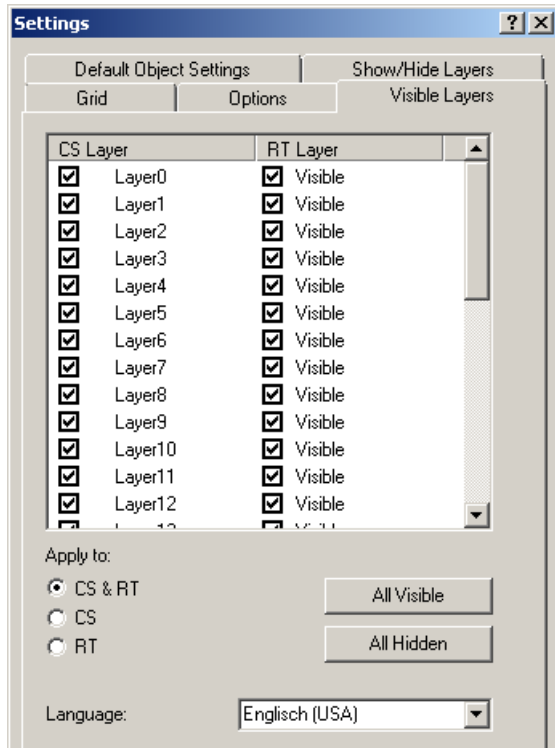 Settings
Default Object Settings Show/Hide Layers
Grid Options Visible Layers
CS Layer RT Layer
Layer0 Visible
Layer1 Visible
Layer2 Visible
Layer3 Visible
Layer4 Visible
Layer5 Visible
Layer6 Visible
Layer7 Visible
Layer8 Visible
Layer9 Visible
Layer10 Visible
Layer11 Visible
Layer12 Visible
Apply to:
CS & RT
CS
RT
All Visible
All Hidden
Language: Englisch (USA)